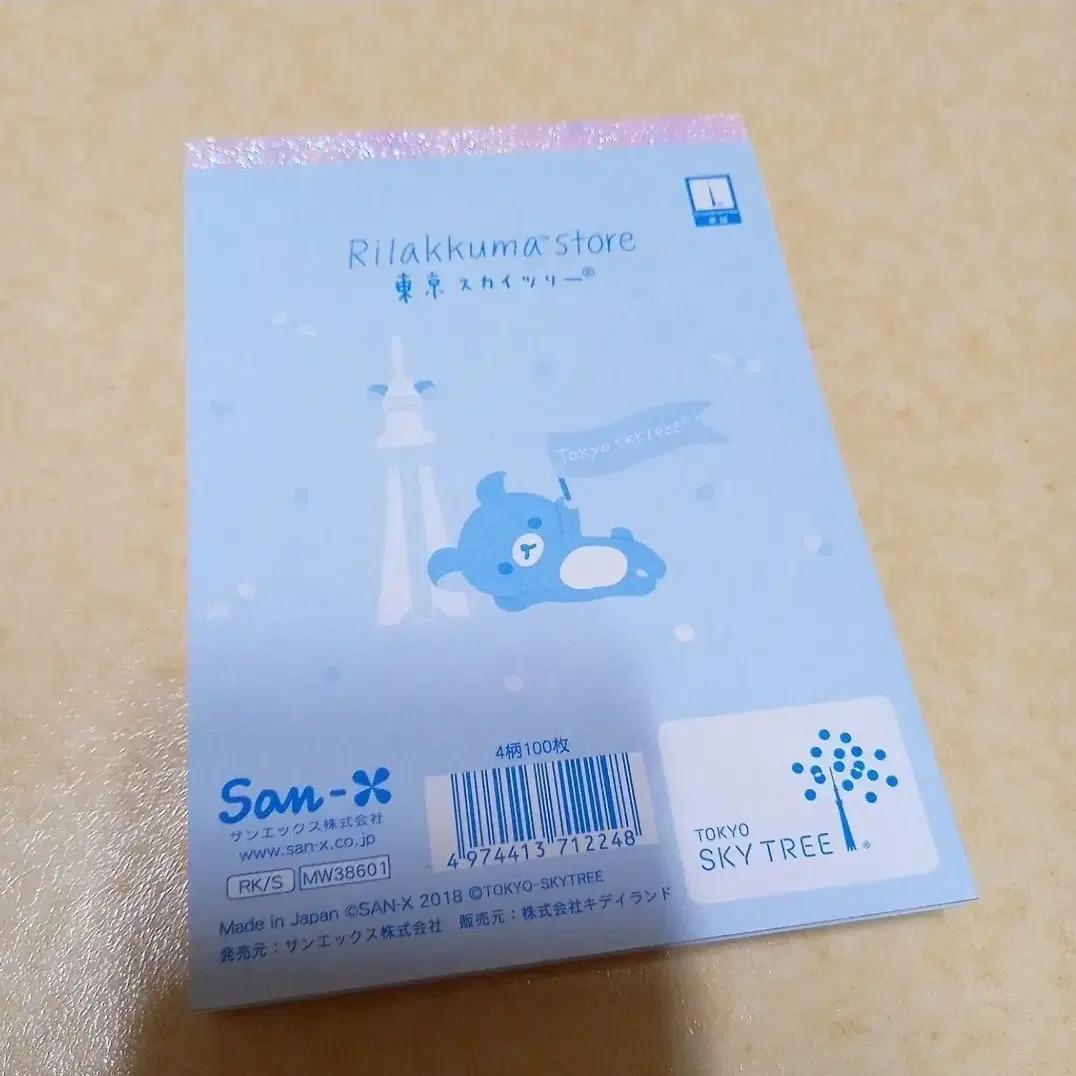 Rilakkuma™ store
東京スカイツリー®
TOKYO SKYTREE®
4柄100枚
San-X
サンエックス株式会社
www.san-x.co.jp
RK/S MW38601
4 974413 712248
TOKYO
SKY TREE®
Made in Japan ©SAN-X 2018 ©TOKYO-SKYTREE
発売元：サンエックス株式会社 販売元：株式会社キデイランド